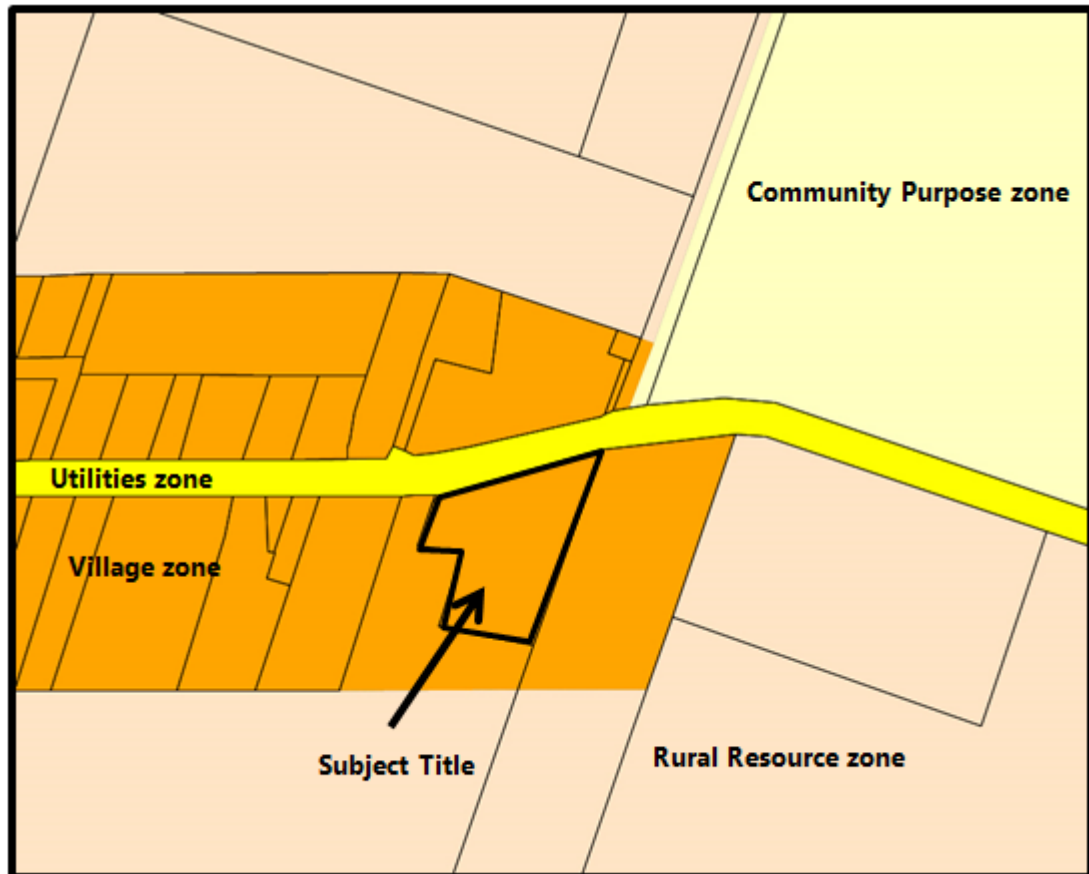 Community Purpose zone
Utilities zone
Village zone
Subject Title
Rural Resource zone